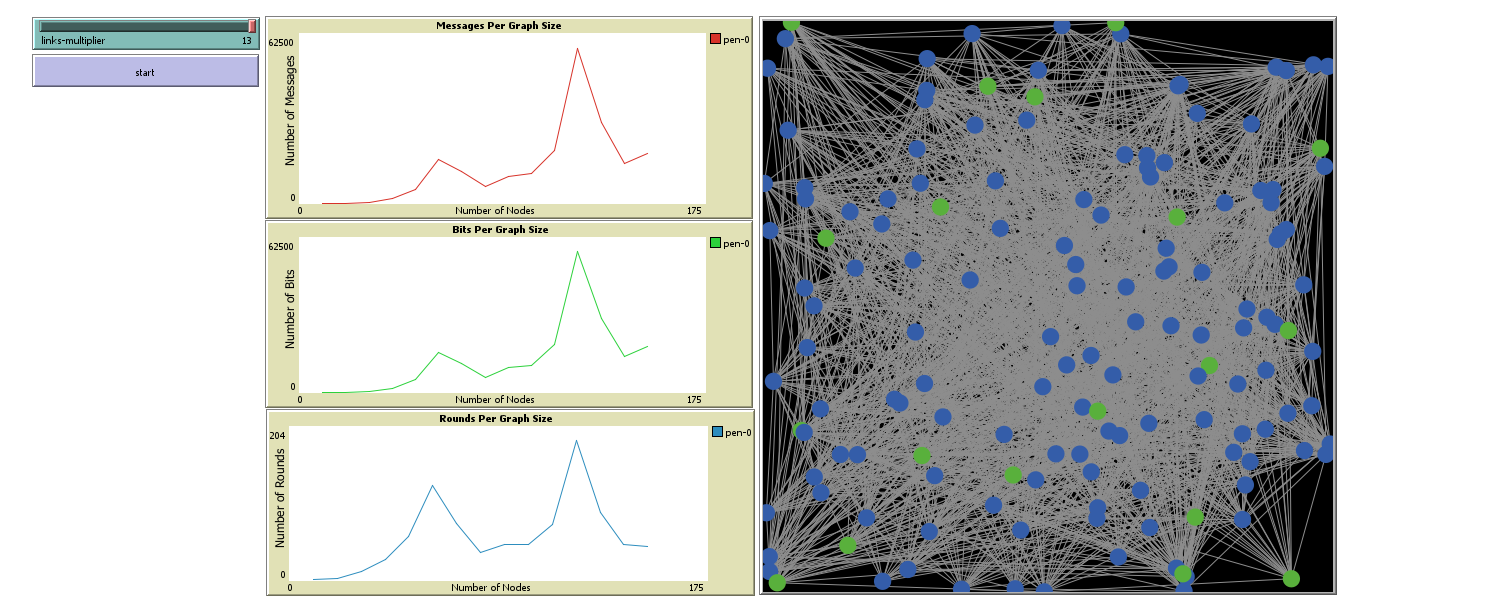 links-multiplier 13
start
Messages Per Graph Size
62500
Number of Messages
0
0
Number of Nodes
175
pen-0
Bits Per Graph Size
62500
Number of Bits
0
0
Number of Nodes
175
pen-0
Rounds Per Graph Size
204
Number of Rounds
0
0
Number of Nodes
175
pen-0